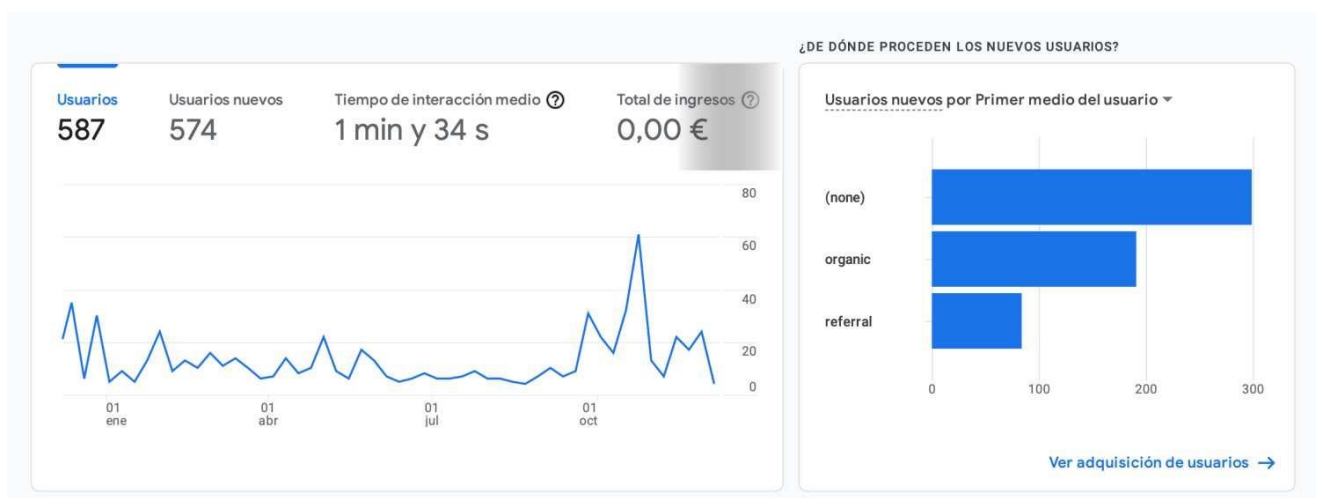 ¿DE DÓNDE PROCEDEN LOS NUEVOS USUARIOS?
Usuarios
Usuarios nuevos
Tiempo de interacción medio ?
Total de ingresos ?
587
574
1 min y 34 s
0,00 €
80
60
40
20
0
01
ene
01
abr
01
jul
01
oct
Usuarios nuevos por Primer medio del usuario
(none)
organic
referral
0
100
200
300
Ver adquisición de usuarios →